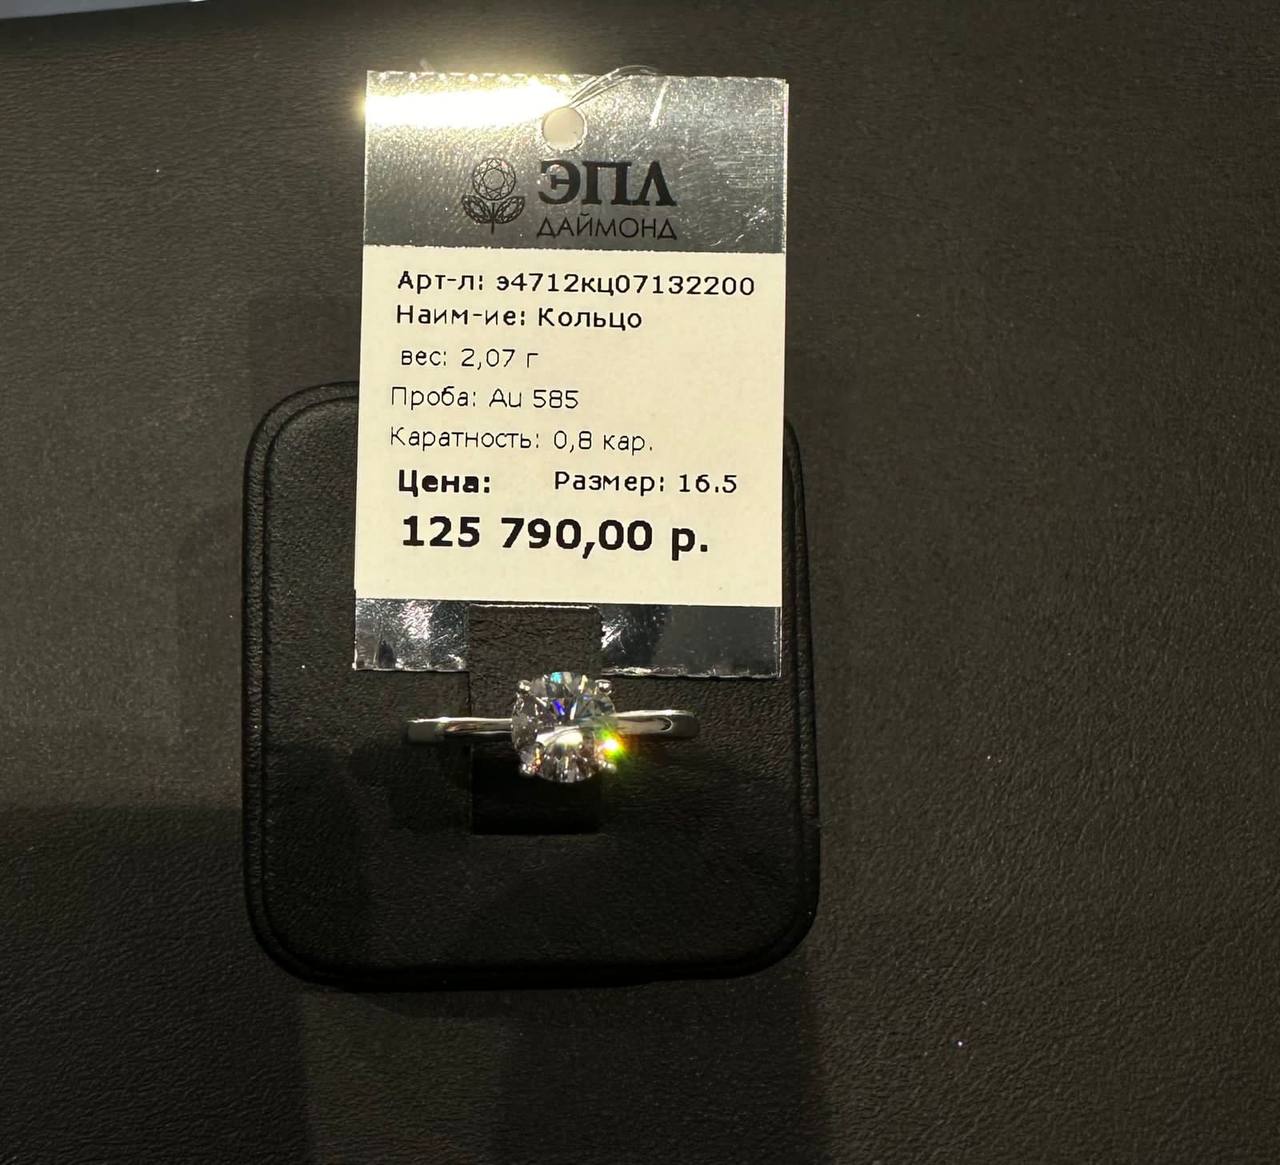 ЭПЛ
ДАЙМОНД
Арт-л: э4712кц07132200
Наим-ие: Кольцо
вес: 2,07 г
Проба: Au 585
Каратность: 0,8 кар.
Цена: Размер: 16.5
125 790,00 р.